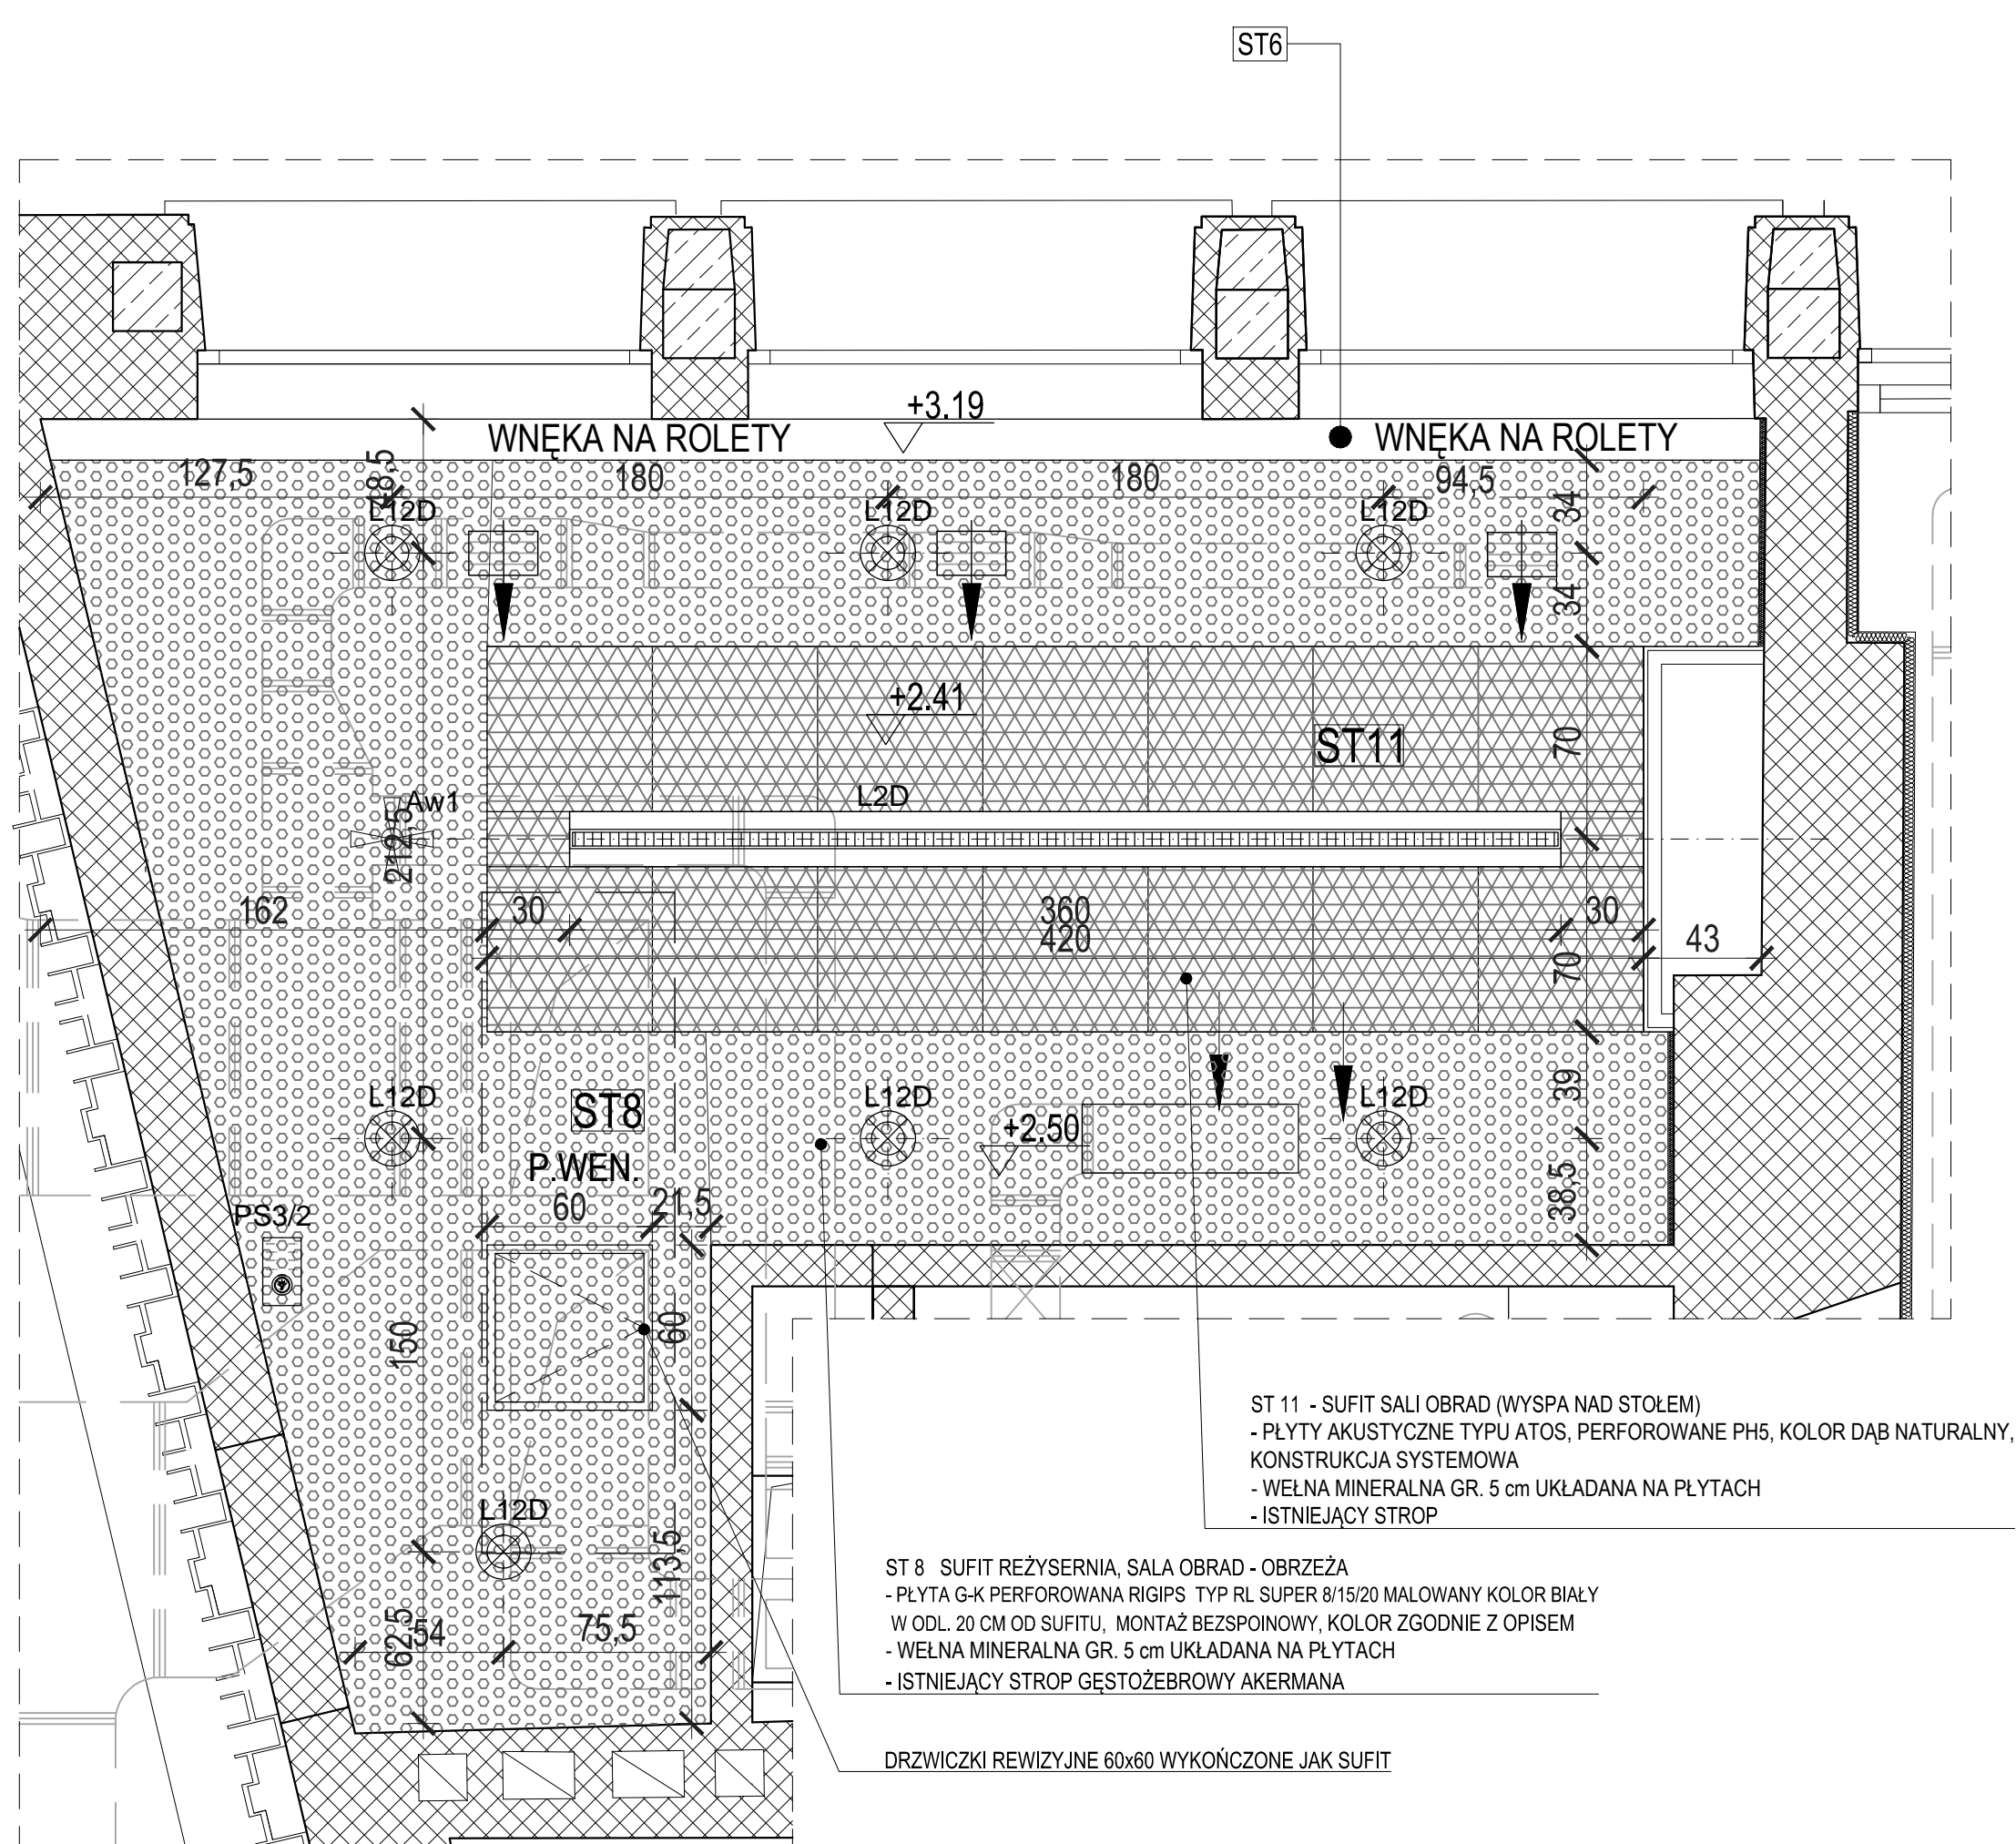 ST6
+3.19
WNĘKA NA ROLETY
WNĘKA NA ROLETY
127,5
48,5
180
180
94,5
34
L12D
L12D
L12D
34
+2.41
ST11
70
Aw1
L2D
212,5
162
30
360
30
420
43
70
L12D
L12D
L12D
39
ST8
+2.50
P.WEN.
60
21,5
38,5
PS3/2
150
60
L12D
113,5
62,5
54
75,5
ST 11 - SUFIT SALI OBRAD (WYSPA NAD STOŁEM)
- PŁYTY AKUSTYCZNE TYPU ATOS, PERFOROWANE PH5, KOLOR DĄB NATURALNY,
KONSTRUKCJA SYSTEMOWA
- WEŁNA MINERALNA GR. 5 cm UKŁADANA NA PŁYTACH
- ISTNIEJĄCY STROP
ST 8 SUFIT REŻYSERNIA, SALA OBRAD - OBRZEŻA
- PŁYTA G-K PERFOROWANA RIGIPS TYP RL SUPER 8/15/20 MALOWANY KOLOR BIAŁY
W ODL. 20 CM OD SUFITU, MONTAŻ BEZSPOINOWY, KOLOR ZGODNIE Z OPISEM
- WEŁNA MINERALNA GR. 5 cm UKŁADANA NA PŁYTACH
- ISTNIEJĄCY STROP GĘSTOŻEBROWY AKERMANA
DRZWICZKI REWIZYJNE 60x60 WYKOŃCZONE JAK SUFIT